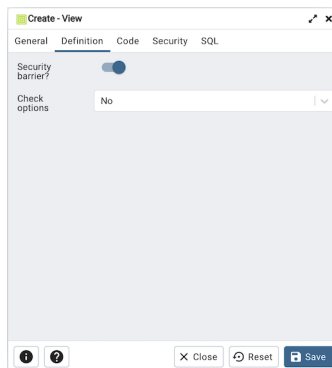 Create - View
General Definition Code Security SQL
Security
barrier?
Check
options
No
Close Reset Save